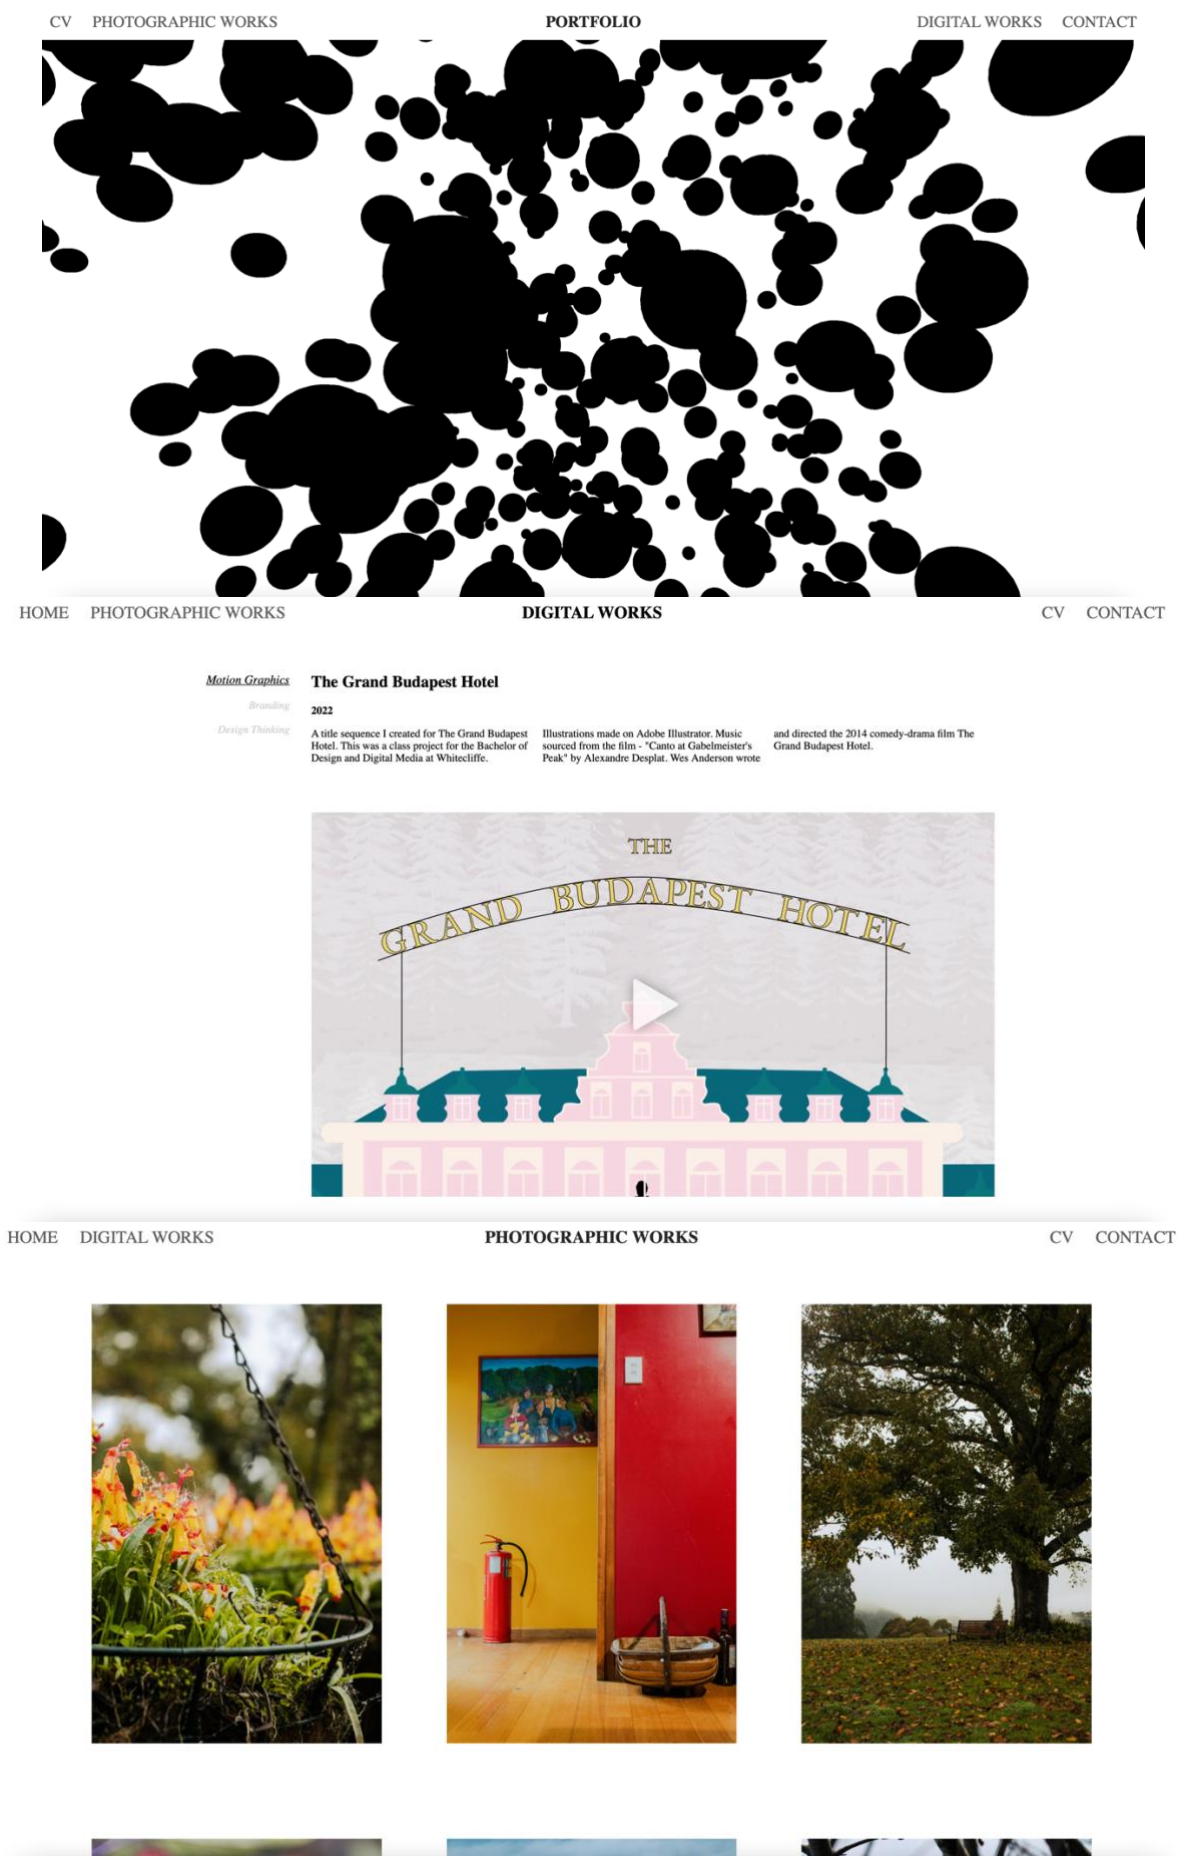 CV PHOTOGRAPHIC WORKS PORTFOLIO DIGITAL WORKS CONTACT
HOME PHOTOGRAPHIC WORKS DIGITAL WORKS CV CONTACT
Motion Graphics
Branding
Design Thinking
The Grand Budapest Hotel
2022
A title sequence I created for The Grand Budapest
Hotel. This was a class project for the Bachelor of
Design and Digital Media at Whitecliffe.
Illustrations made on Adobe Illustrator. Music
sourced from the film - "Canto at Gabelmeister's
Peak" by Alexandre Desplat. Wes Anderson wrote
and directed the 2014 comedy-drama film The
Grand Budapest Hotel.
THE
GRAND BUDAPEST HOTEL
HOME DIGITAL WORKS PHOTOGRAPHIC WORKS CV CONTACT